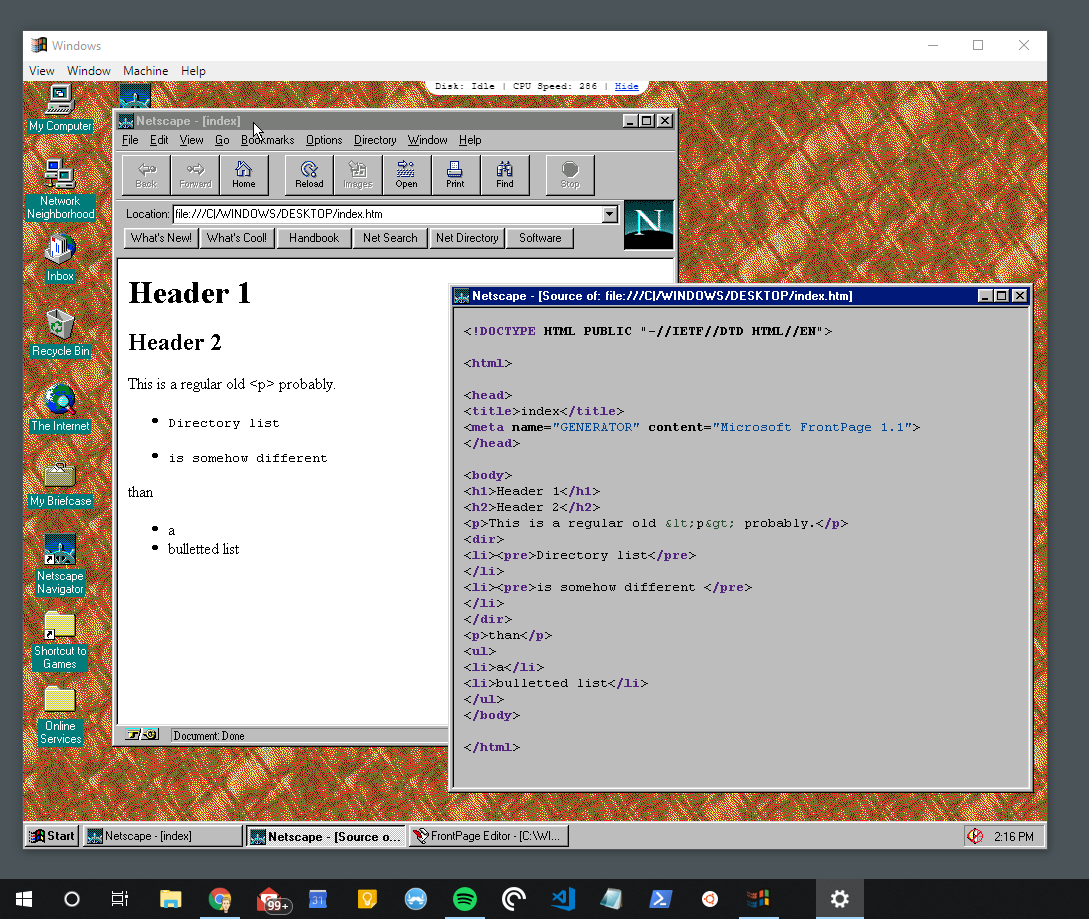 Windows
View Window Machine Help
Disk: Idle | CPU Speed: 286 | Hide
My Computer
Network
Neighborhood
Inbox
Recycle Bin
The Internet
My Briefcase
Netscape
Navigator
Shortcut to
Games
Online
Services
Netscape - [index]
File Edit View Go Bookmarks Options Directory Window Help
Back Forward Home Reload Images Open Print Find Stop
Location: file:///C|/WINDOWS/DESKTOP/index.htm
N
What's New! What's Cool! Handbook Net Search Net Directory Software
Header 1
Header 2
This is a regular old <p> probably.
Directory list
is somehow different
than
a
bulletted list
Document: Done
Netscape - [Source of: file:///C|/WINDOWS/DESKTOP/index.htm]
<!DOCTYPE HTML PUBLIC "-//IETF//DTD HTML//EN">
<html>
<head>
<title>index</title>
<meta name="GENERATOR" content="Microsoft FrontPage 1.1">
</head>
<body>
<h1>Header 1</h1>
<h2>Header 2</h2>
<p>This is a regular old &lt;p&gt; probably.</p>
<dir>
<li><pre>Directory list</pre>
</li>
<li><pre>is somehow different </pre>
</li>
</dir>
<p>than</p>
<ul>
<li>a</li>
<li>bulletted list</li>
</ul>
</body>
</html>
Start Netscape - [index] Netscape - [Source o... FrontPage Editor - [C:\WI... 2:16 PM
99+ 31